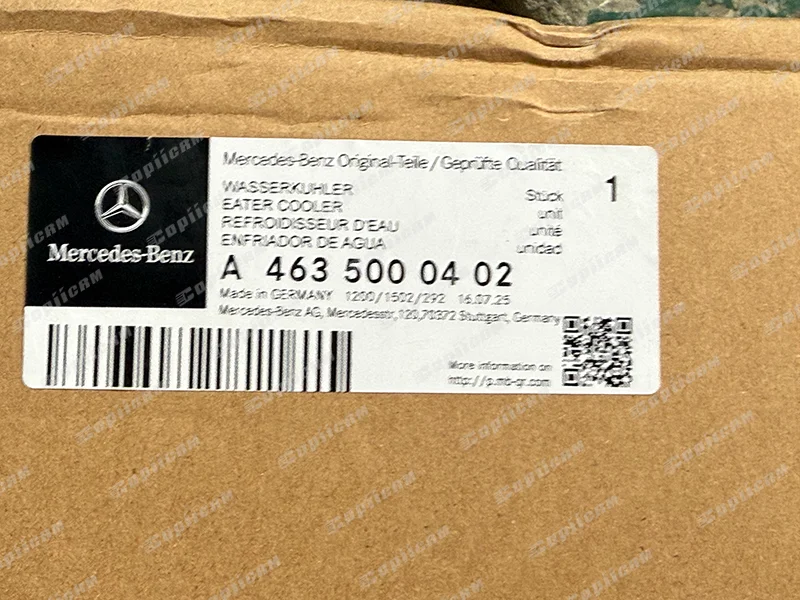 Mercedes-Benz Original-Teile / Geprüfte Qualität
WASSERKUHLER
EATER COOLER
REFROIDISSEUR D'EAU
ENFRIADOR DE AGUA
Stück 1
unit
unité
unidad
Mercedes-Benz
A 463 500 04 02
Made in GERMANY 1200/1502/292 16.07.25
Mercedes-Benz AG, Mercedesstr,120,70372 Stuttgart, Germany
More information on
http://p.mb-qr.com
Copiicam